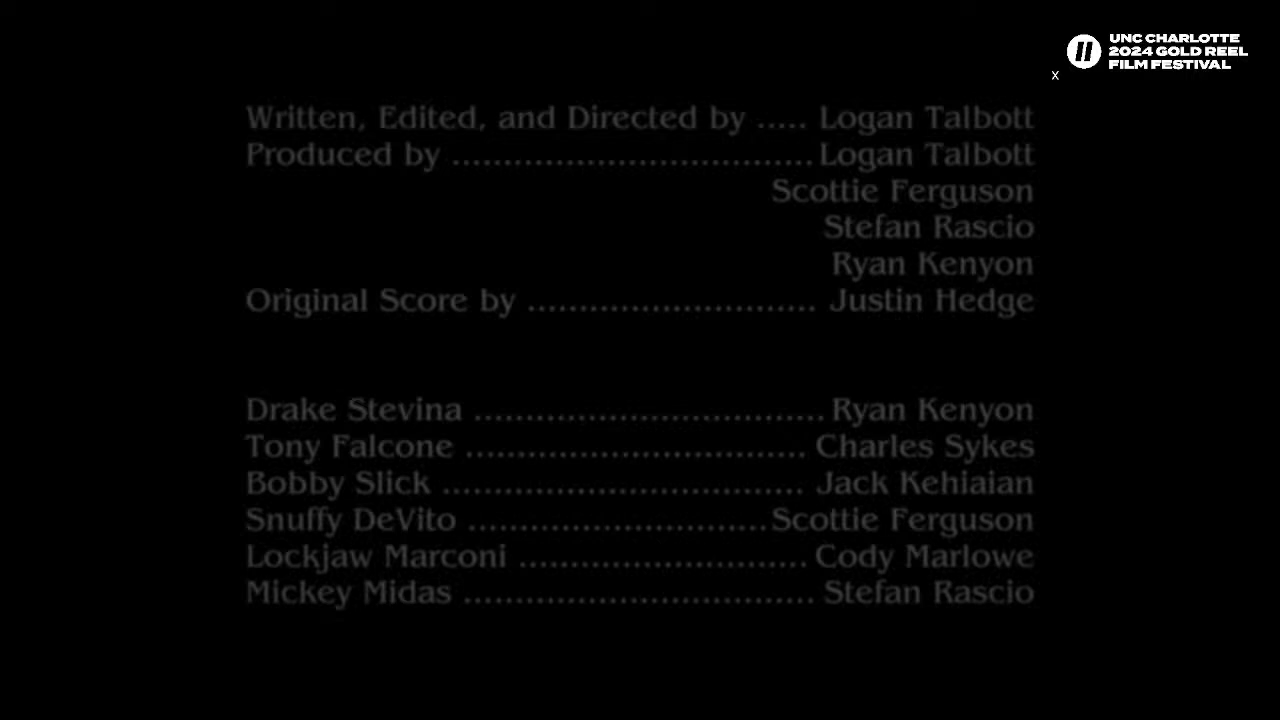 UNC CHARLOTTE
2024 GOLD REEL
FILM FESTIVAL
x
Written, Edited, and Directed by ..... Logan Talbott
Produced by ................................... Logan Talbott
Scottie Ferguson
Stefan Rascio
Ryan Kenyon
Original Score by ............................ Justin Hedge
Drake Stevina .................................. Ryan Kenyon
Tony Falcone ................................. Charles Sykes
Bobby Slick ................................... Jack Kehiaian
Snuffy DeVito ............................. Scottie Ferguson
Lockjaw Marconi ............................ Cody Marlowe
Mickey Midas .................................. Stefan Rascio